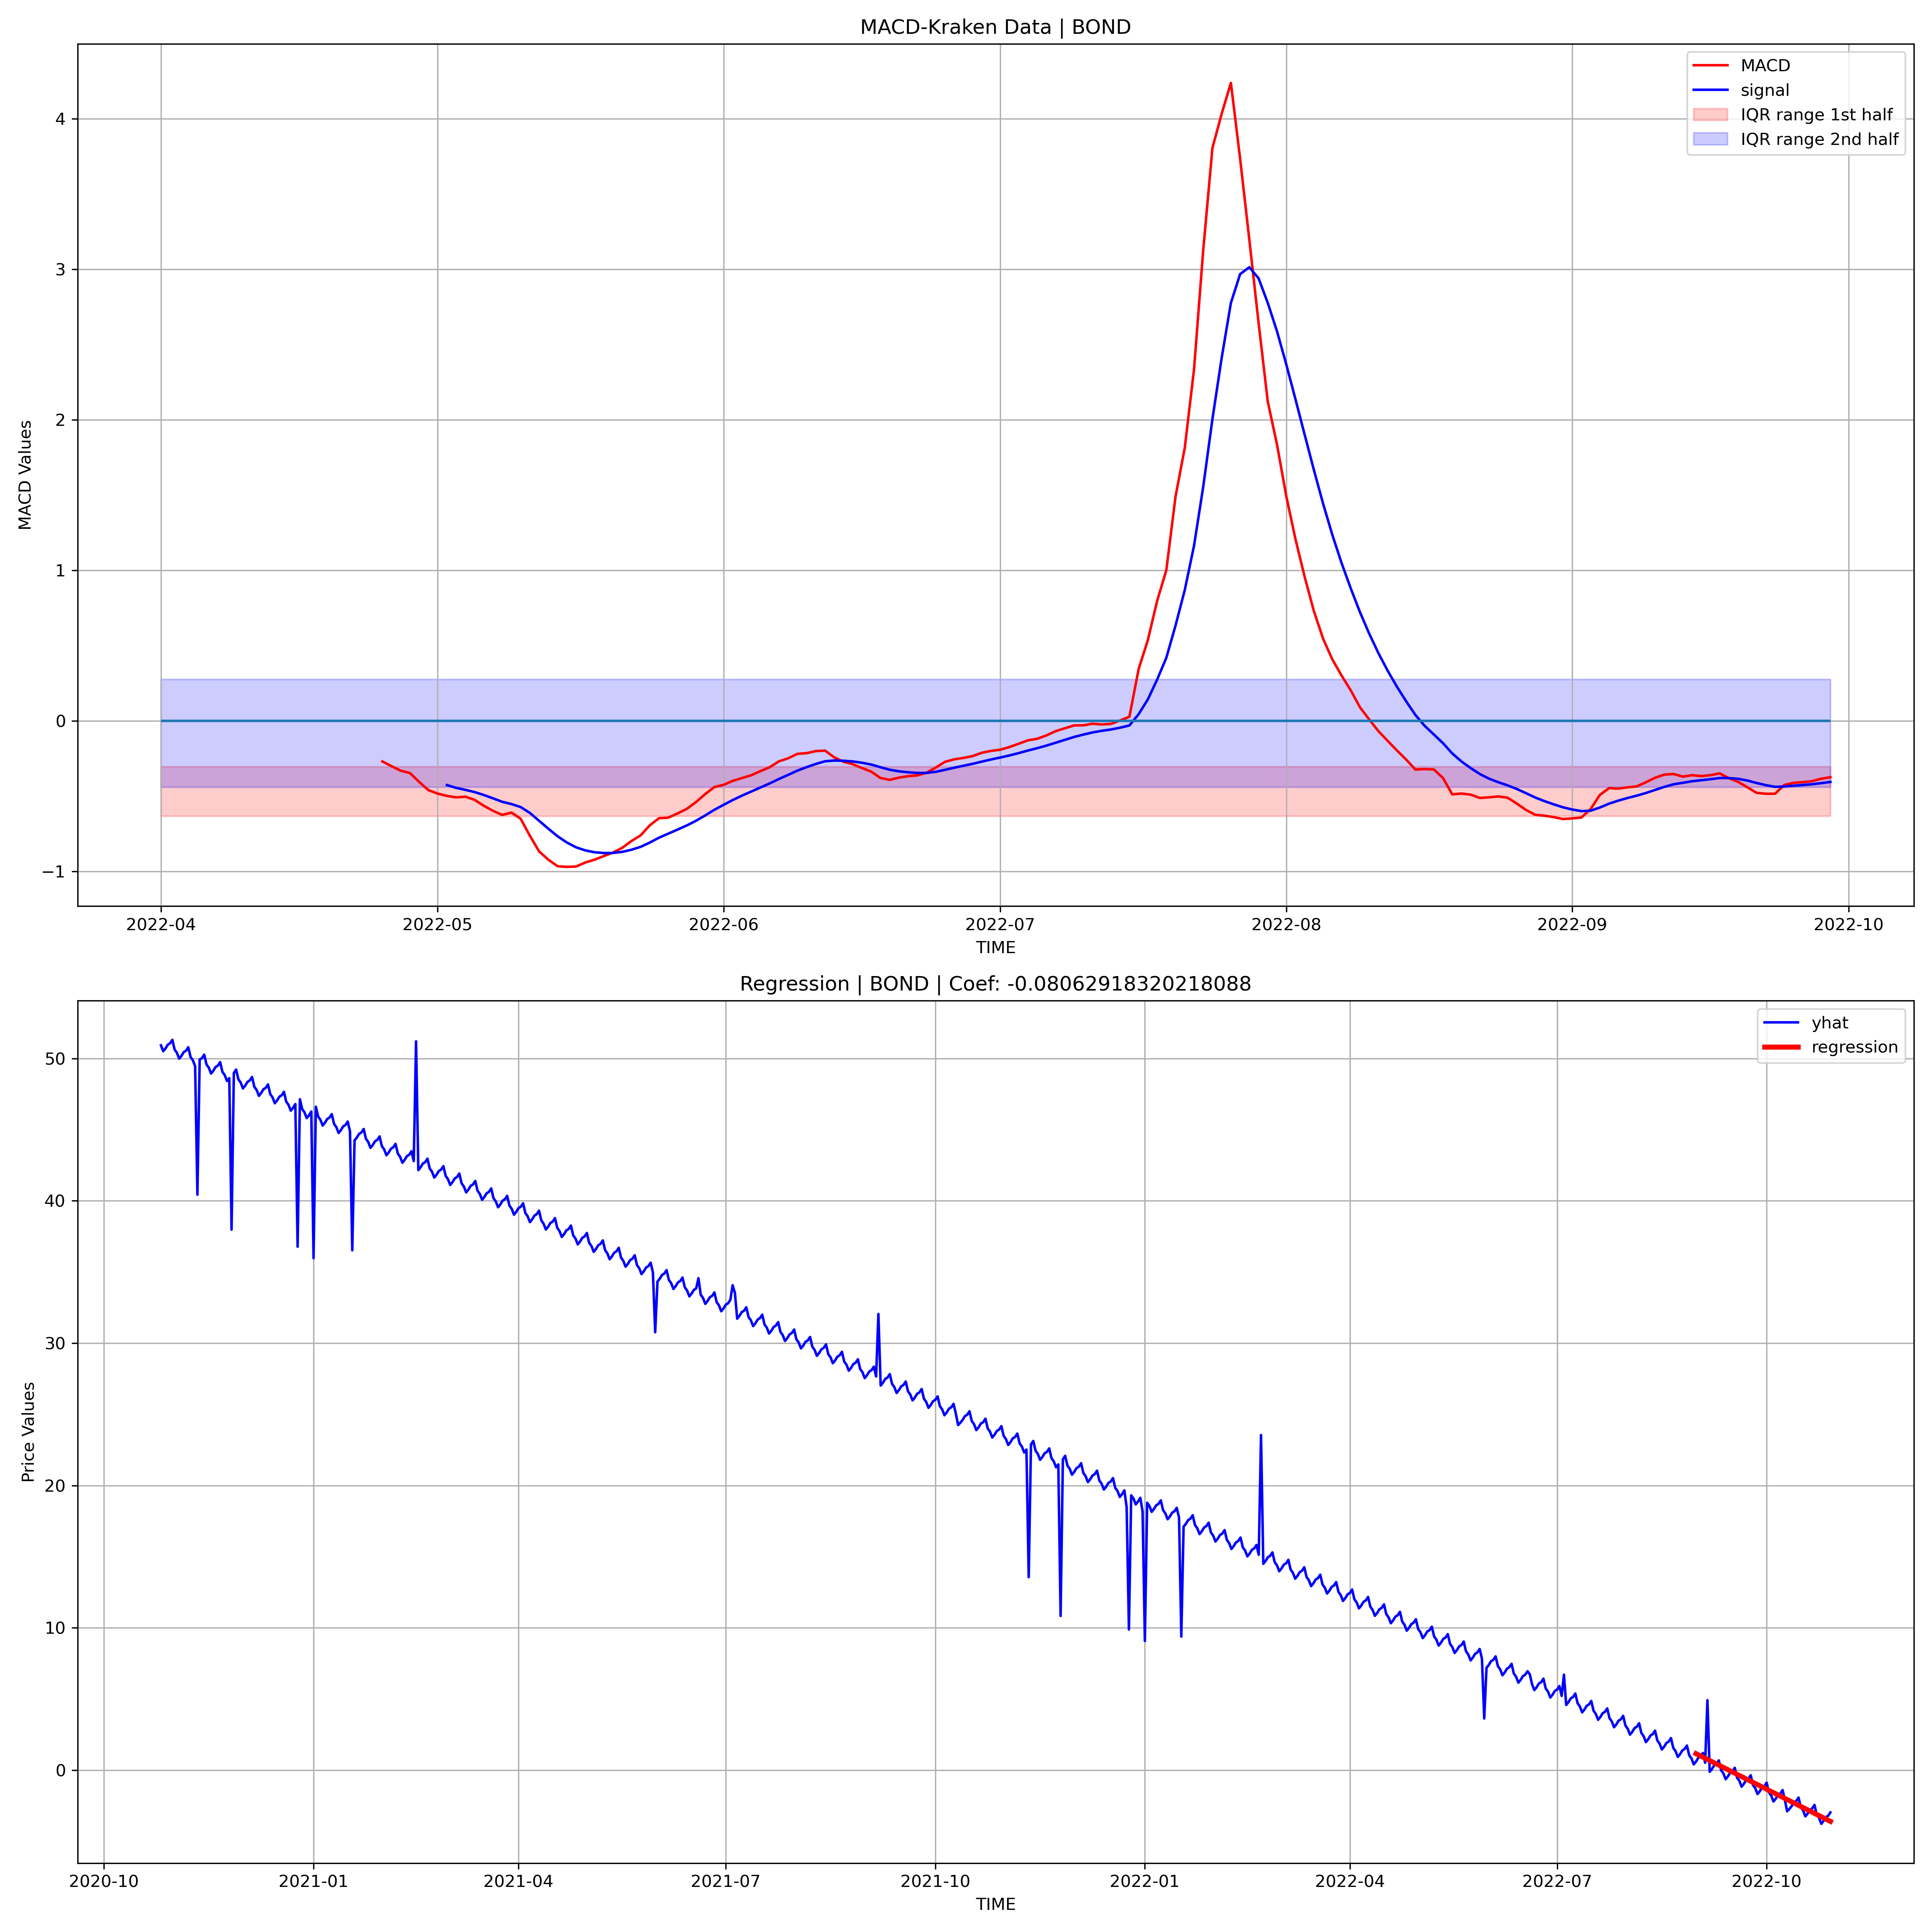 MACD-Kraken Data | BOND
MACD
signal
IQR range 1st half
IQR range 2nd half
MACD Values
4
3
2
1
0
−1
2022-04 2022-05 2022-06 2022-07 2022-08 2022-09 2022-10
TIME
Regression | BOND | Coef: -0.08062918320218088
yhat
regression
Price Values
50
40
30
20
10
0
2020-10 2021-01 2021-04 2021-07 2021-10 2022-01 2022-04 2022-07 2022-10
TIME